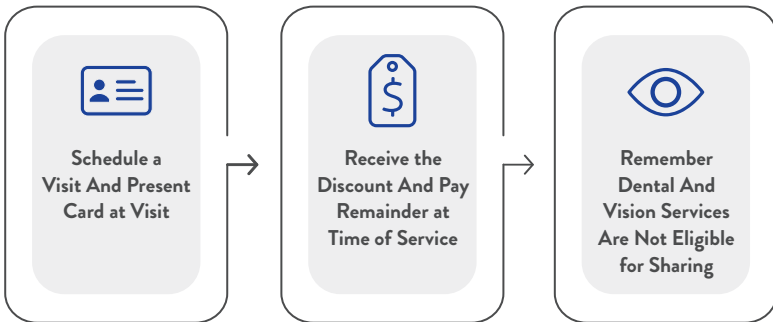 Schedule a
Visit And Present
Card at Visit
$
Receive the
Discount And Pay
Remainder at
Time of Service
Remember
Dental And
Vision Services
Are Not Eligible
for Sharing